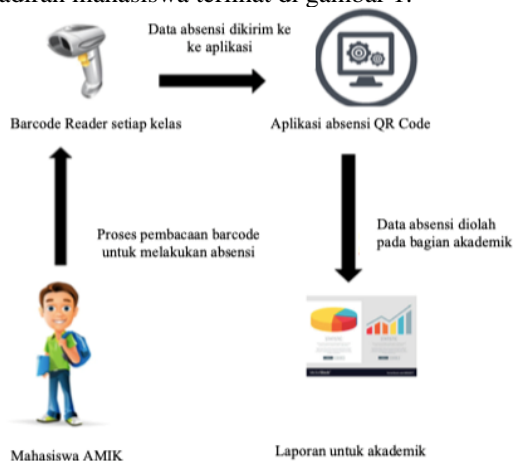 adiran mahasiswa terlihat di gambar 1.
Data absensi dikirim ke
ke aplikasi
Barcode Reader setiap kelas
Aplikasi absensi QR Code
Proses pembacaan barcode
untuk melakukan absensi
Data absensi diolah
pada bagian akademik
Mahasiswa AMIK
Laporan untuk akademik